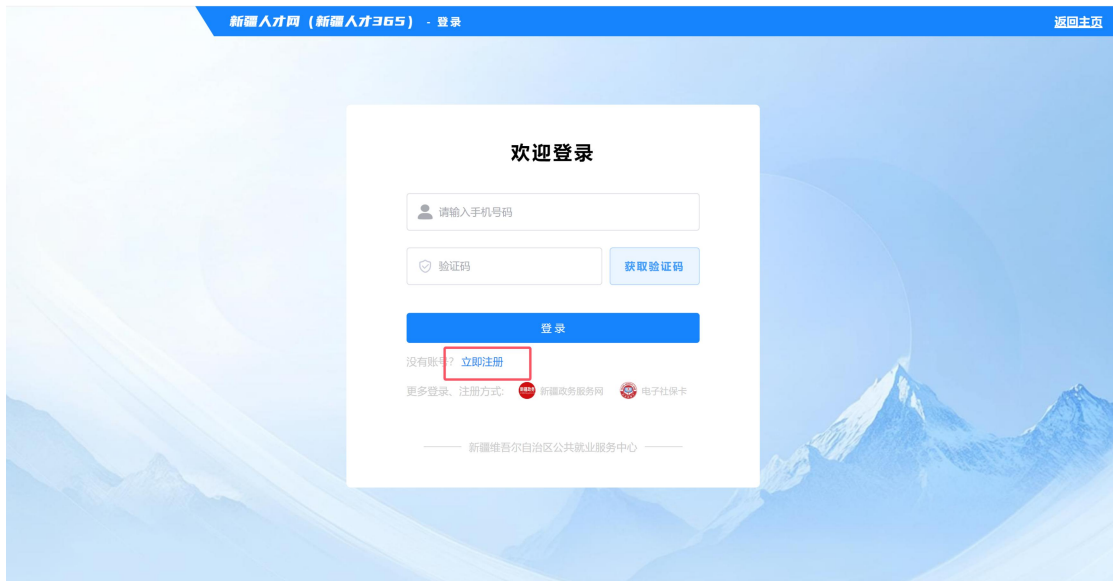 新疆人才网（新疆人才365） - 登录
返回主页
欢迎登录
请输入手机号码
验证码 获取验证码
登 录
没有账号? 立即注册
更多登录、注册方式: 新疆政务服务网 电子社保卡
新疆维吾尔自治区公共就业服务中心